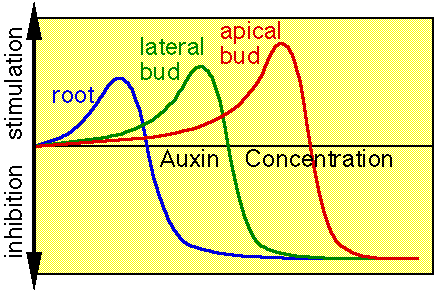 stimulation
inhibition
root
lateral
bud
apical
bud
Auxin Concentration